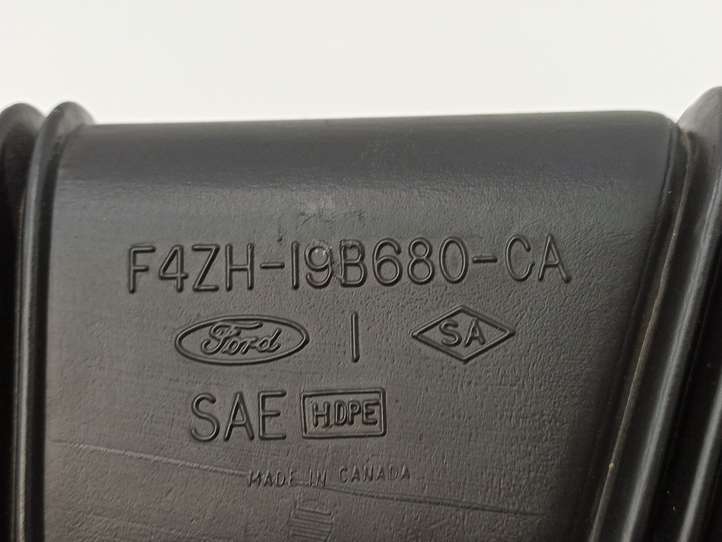 F4ZH-19B680-CA
Ford | SA
SAE HDPE
MADE IN CANADA